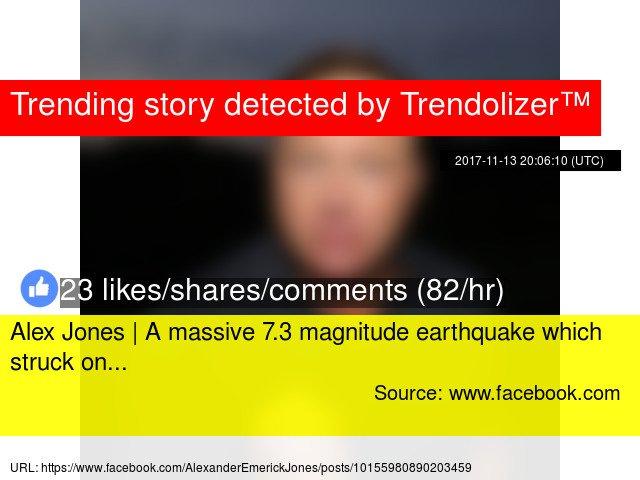 Trending story detected by Trendolizer™
2017-11-13 20:06:10 (UTC)
23 likes/shares/comments (82/hr)
Alex Jones | A massive 7.3 magnitude earthquake which
struck on...
Source: www.facebook.com
URL: https://www.facebook.com/AlexanderEmerickJones/posts/10155980890203459